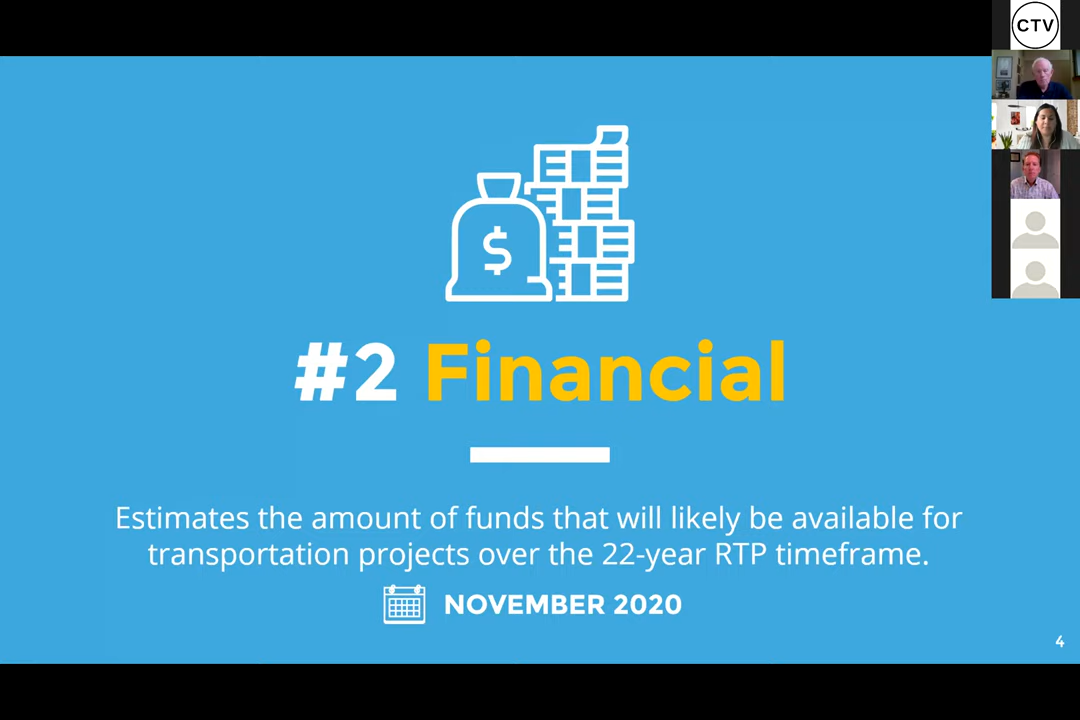 CTV
$
#2 Financial
Estimates the amount of funds that will likely be available for
transportation projects over the 22-year RTP timeframe.
NOVEMBER 2020
4